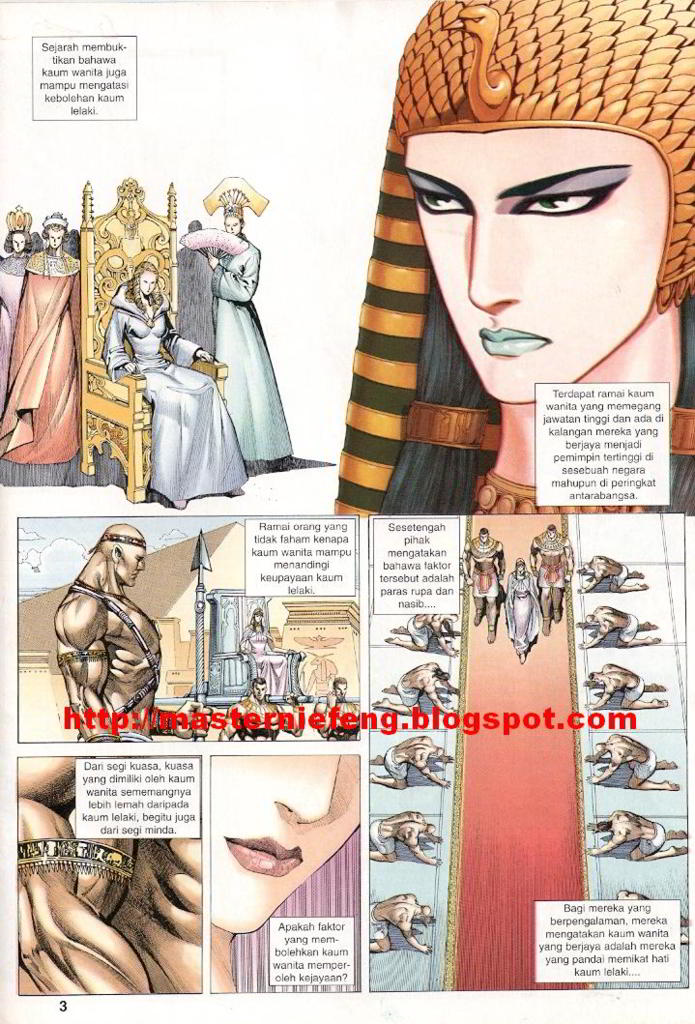 Sejarah membuk-
tikan bahawa
kaum wanita juga
mampu mengatasi
kebolehan kaum
lelaki.
Terdapat ramai kaum
wanita yang memegang
jawatan tinggi dan ada di
kalangan mereka yang
berjaya menjadi
pemimpin tertinggi di
sesebuah negara
mahupun di peringkat
antarabangsa.
Ramai orang yang
tidak faham kenapa
kaum wanita mampu
menandingi
keupayaan kaum
lelaki.
Sesetengah
pihak
mengatakan
bahawa faktor
tersebut adalah
paras rupa dan
nasib....
http://masterniefeng.blogspot.com
Dari segi kuasa, kuasa
yang dimiliki oleh kaum
wanita sememangnya
lebih lemah daripada
kaum lelaki, begitu juga
dari segi minda.
Apakah faktor
yang mem-
bolehkan kaum
wanita memper-
oleh kejayaan?
Bagi mereka yang
berpengalaman, mereka
mengatakan kaum wanita
yang berjaya adalah mereka
yang pandai memikat hati
kaum lelaki....
3